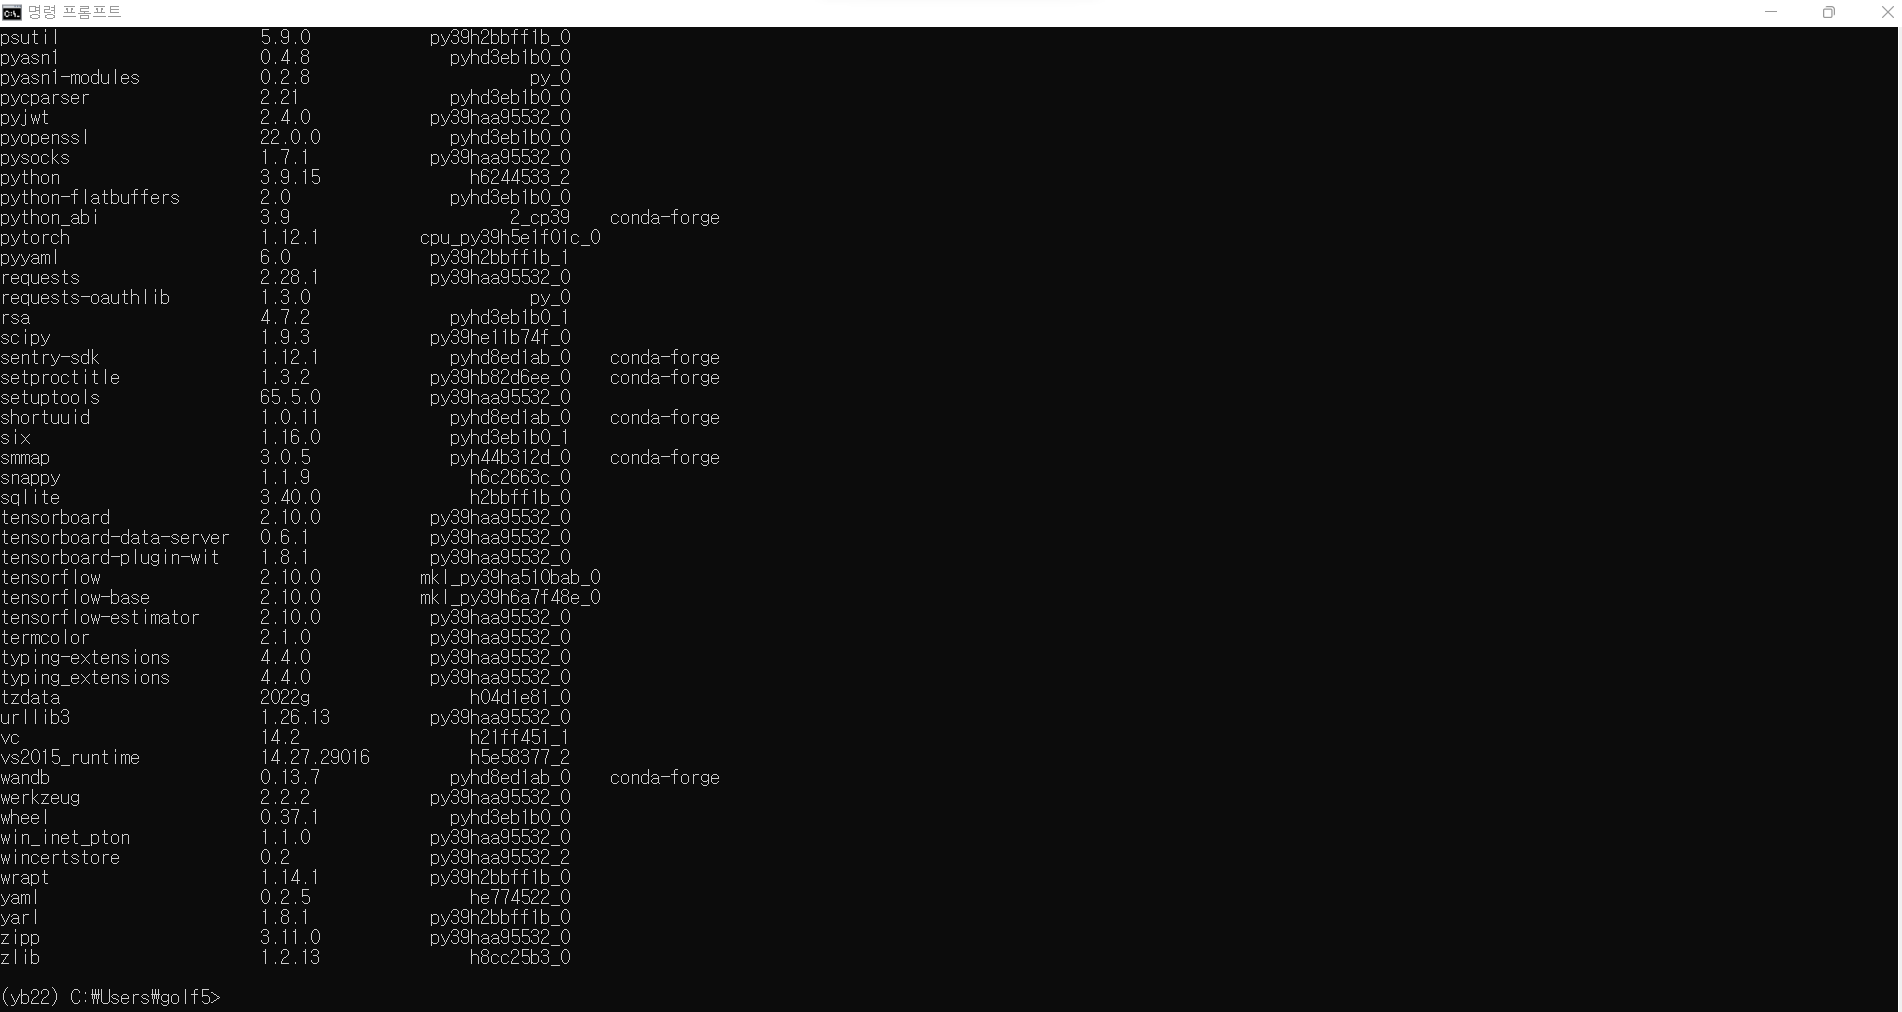 명령 프롬프트
psutil 5.9.0 py39h2bbff1b_0
pyasn1 0.4.8 pyhd3eb1b0_0
pyasn1-modules 0.2.8 py_0
pycparser 2.21 pyhd3eb1b0_0
pyjwt 2.4.0 py39haa95532_0
pyopenssl 22.0.0 pyhd3eb1b0_0
pysocks 1.7.1 py39haa95532_0
python 3.9.15 h6244533_2
python-flatbuffers 2.0 pyhd3eb1b0_0
python_abi 3.9 2_cp39 conda-forge
pytorch 1.12.1 cpu_py39h5e1f01c_0
pyyaml 6.0 py39h2bbff1b_1
requests 2.28.1 py39haa95532_0
requests-oauthlib 1.3.0 py_0
rsa 4.7.2 pyhd3eb1b0_1
scipy 1.9.3 py39he11b74f_0
sentry-sdk 1.12.1 pyhd8ed1ab_0 conda-forge
setproctitle 1.3.2 py39hb82d6ee_0 conda-forge
setuptools 65.5.0 py39haa95532_0
shortuuid 1.0.11 pyhd8ed1ab_0 conda-forge
six 1.16.0 pyhd3eb1b0_1
smmap 3.0.5 pyh44b312d_0 conda-forge
snappy 1.1.9 h6c2663c_0
sqlite 3.40.0 h2bbff1b_0
tensorboard 2.10.0 py39haa95532_0
tensorboard-data-server 0.6.1 py39haa95532_0
tensorboard-plugin-wit 1.8.1 py39haa95532_0
tensorflow 2.10.0 mkl_py39ha510bab_0
tensorflow-base 2.10.0 mkl_py39h6a7f48e_0
tensorflow-estimator 2.10.0 py39haa95532_0
termcolor 2.1.0 py39haa95532_0
typing-extensions 4.4.0 py39haa95532_0
typing_extensions 4.4.0 py39haa95532_0
tzdata 2022g h04d1e81_0
urllib3 1.26.13 py39haa95532_0
vc 14.2 h21ff451_1
vs2015_runtime 14.27.29016 h5e58377_2
wandb 0.13.7 pyhd8ed1ab_0 conda-forge
werkzeug 2.2.2 py39haa95532_0
wheel 0.37.1 pyhd3eb1b0_0
win_inet_pton 1.1.0 py39haa95532_0
wincertstore 0.2 py39haa95532_2
wrapt 1.14.1 py39h2bbff1b_0
yaml 0.2.5 he774522_0
yarl 1.8.1 py39h2bbff1b_0
zipp 3.11.0 py39haa95532_0
zlib 1.2.13 h8cc25b3_0
(yb22) C:₩Users₩golf5>